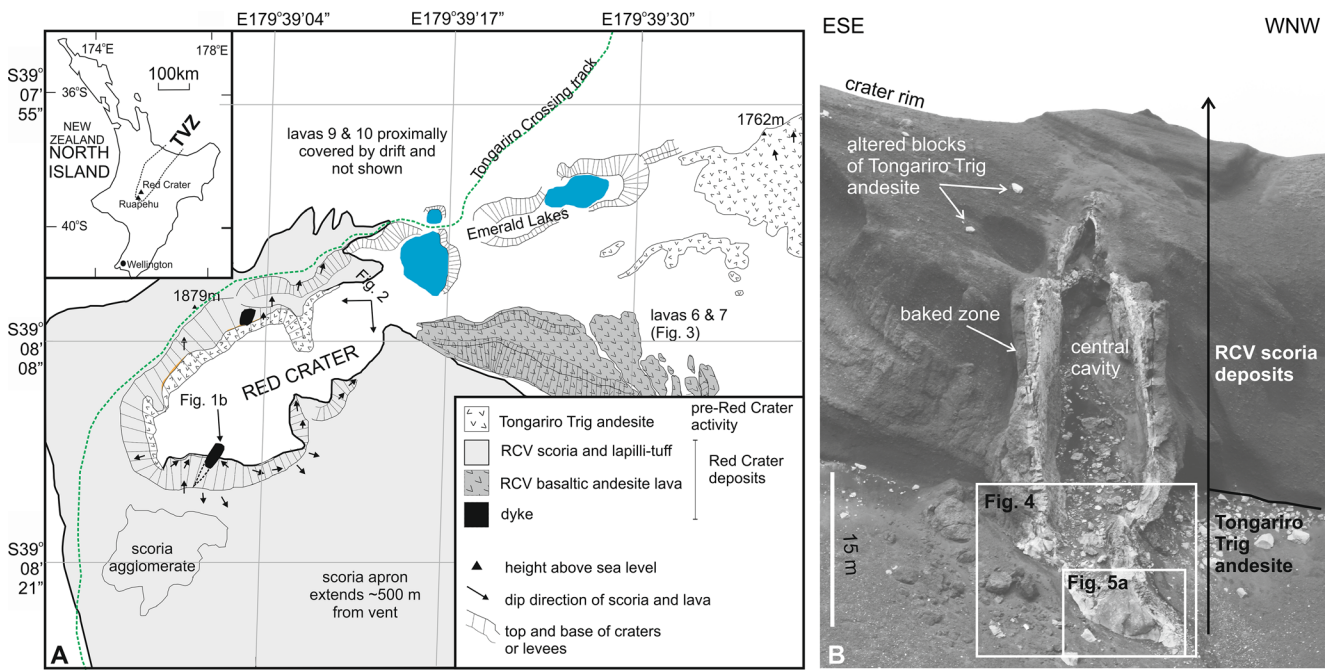 E179°39'04"
E179°39'17"
E179°39'30"
S39°
07'
55"
S39°
08'
08"
S39°
08'
21"
174°E
178°E
100km
36°S
NEW
ZEALAND
NORTH
ISLAND
TVZ
Red Crater
Ruapehu
40°S
Wellington
lavas 9 & 10 proximally
covered by drift and
not shown
Tongariro Crossing track
1762m
Emerald Lakes
1879m
Fig. 2
lavas 6 & 7
(Fig. 3)
RED CRATER
Fig. 1b
scoria
agglomerate
scoria apron
extends ~500 m
from vent
Tongariro Trig andesite
pre-Red Crater
activity
RCV scoria and lapilli-tuff
RCV basaltic andesite lava
Red Crater
deposits
dyke
height above sea level
dip direction of scoria and lava
top and base of craters
or levees
A
ESE
WNW
crater rim
altered blocks
of Tongariro Trig
andesite
baked zone
central
cavity
RCV scoria
deposits
Fig. 4
Tongariro
Trig
andesite
Fig. 5a
15 m
B